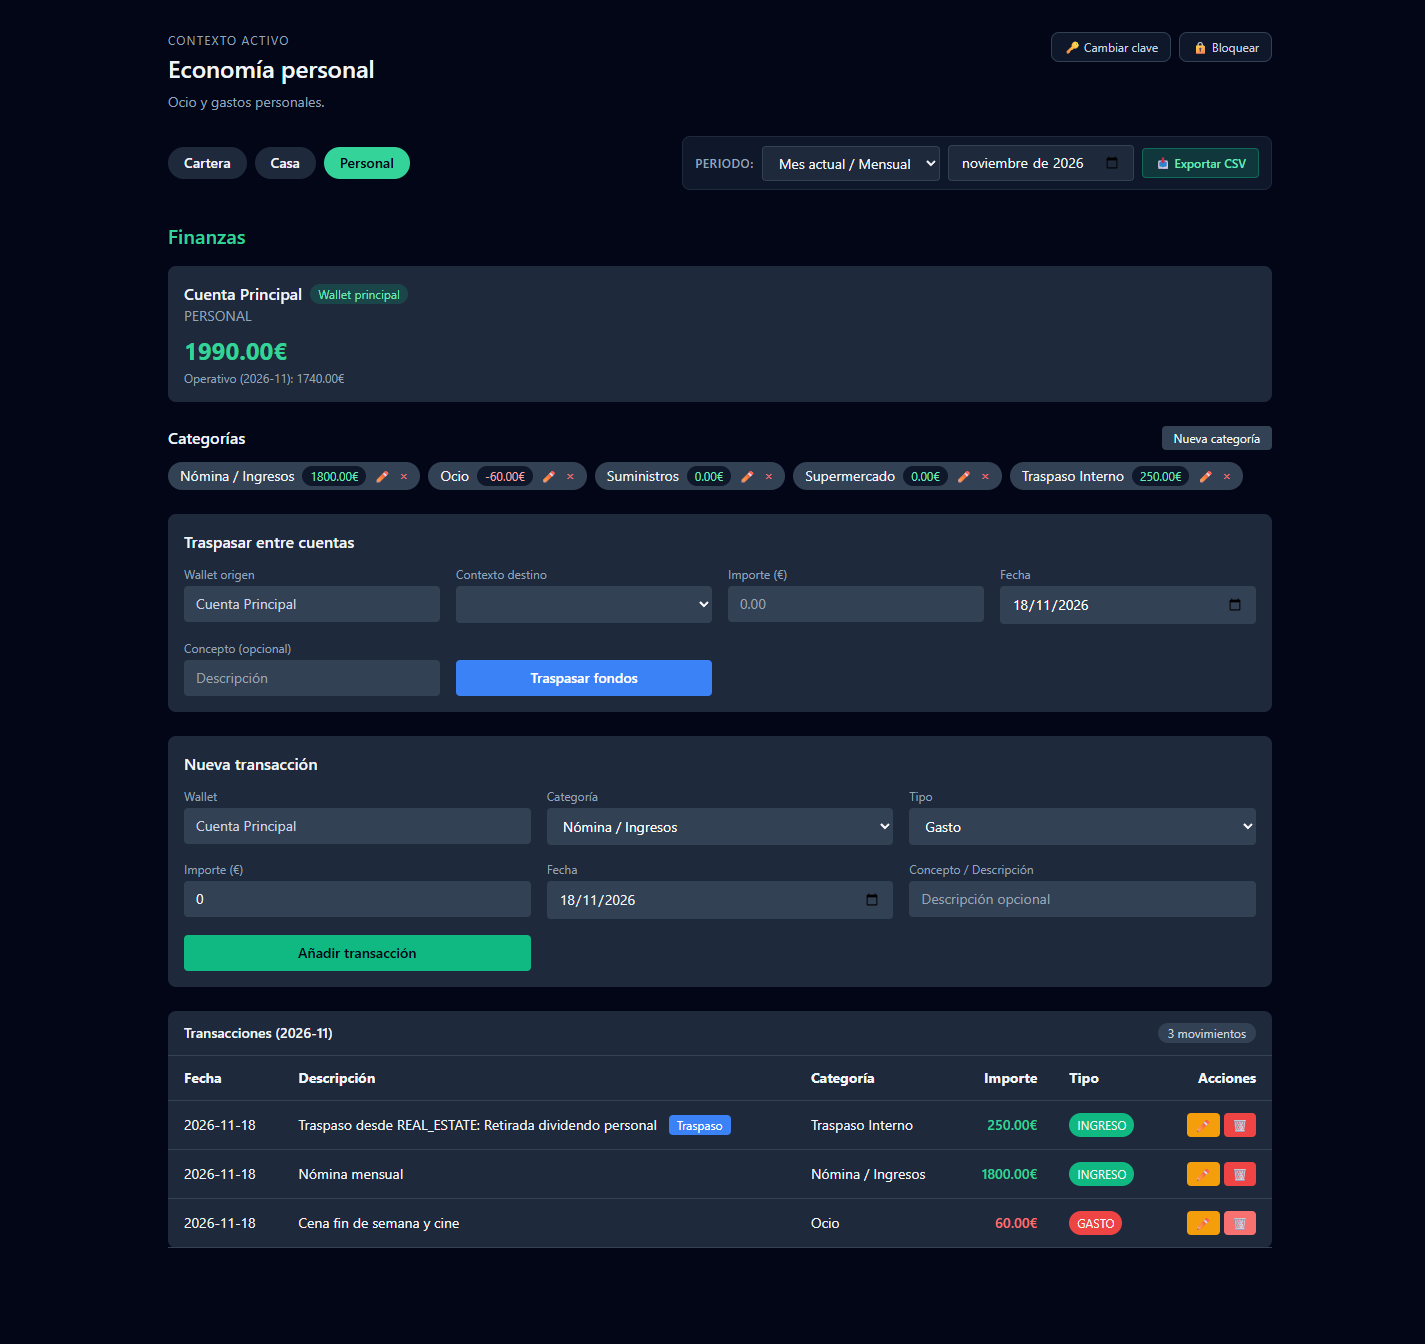 CONTEXTO ACTIVO
Economía personal
Ocio y gastos personales.
Cambiar clave
Bloquear
Cartera Casa Personal
PERIODO: Mes actual / Mensual noviembre de 2026 Exportar CSV
Finanzas
Cuenta Principal Wallet principal
PERSONAL
1990.00€
Operativo (2026-11): 1740.00€
Categorías Nueva categoría
Nómina / Ingresos 1800.00€ × Ocio -60.00€ × Suministros 0.00€ × Supermercado 0.00€ × Traspaso Interno 250.00€ ×
Traspasar entre cuentas
Wallet origen Contexto destino Importe (€) Fecha
Cuenta Principal 0.00 18/11/2026
Concepto (opcional)
Descripción Traspasar fondos
Nueva transacción
Wallet Categoría Tipo
Cuenta Principal Nómina / Ingresos Gasto
Importe (€) Fecha Concepto / Descripción
0 18/11/2026 Descripción opcional
Añadir transacción
Transacciones (2026-11) 3 movimientos
Fecha Descripción Categoría Importe Tipo Acciones
2026-11-18 Traspaso desde REAL_ESTATE: Retirada dividendo personal Traspaso Traspaso Interno 250.00€ INGRESO
2026-11-18 Nómina mensual Nómina / Ingresos 1800.00€ INGRESO
2026-11-18 Cena fin de semana y cine Ocio 60.00€ GASTO